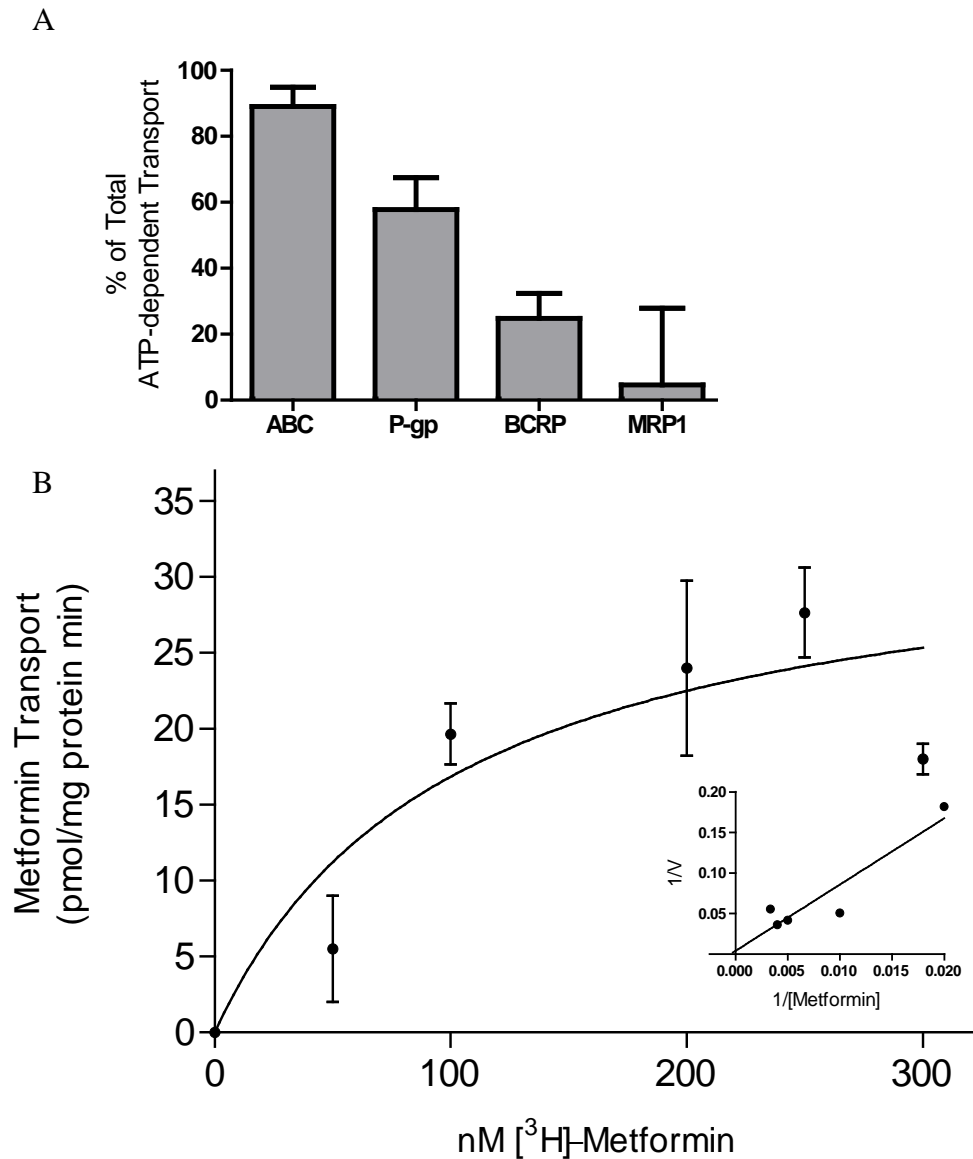 A
% of Total
ATP-dependent Transport
100
80
60
40
20
0
ABC P-gp BCRP MRP1
B
Metformin Transport
(pmol/mg protein min)
35
30
25
20
15
10
5
0
0 100 200 300
nM [³H]-Metformin
1/V
0.20
0.15
0.10
0.05
0.000 0.005 0.010 0.015 0.020
1/[Metformin]